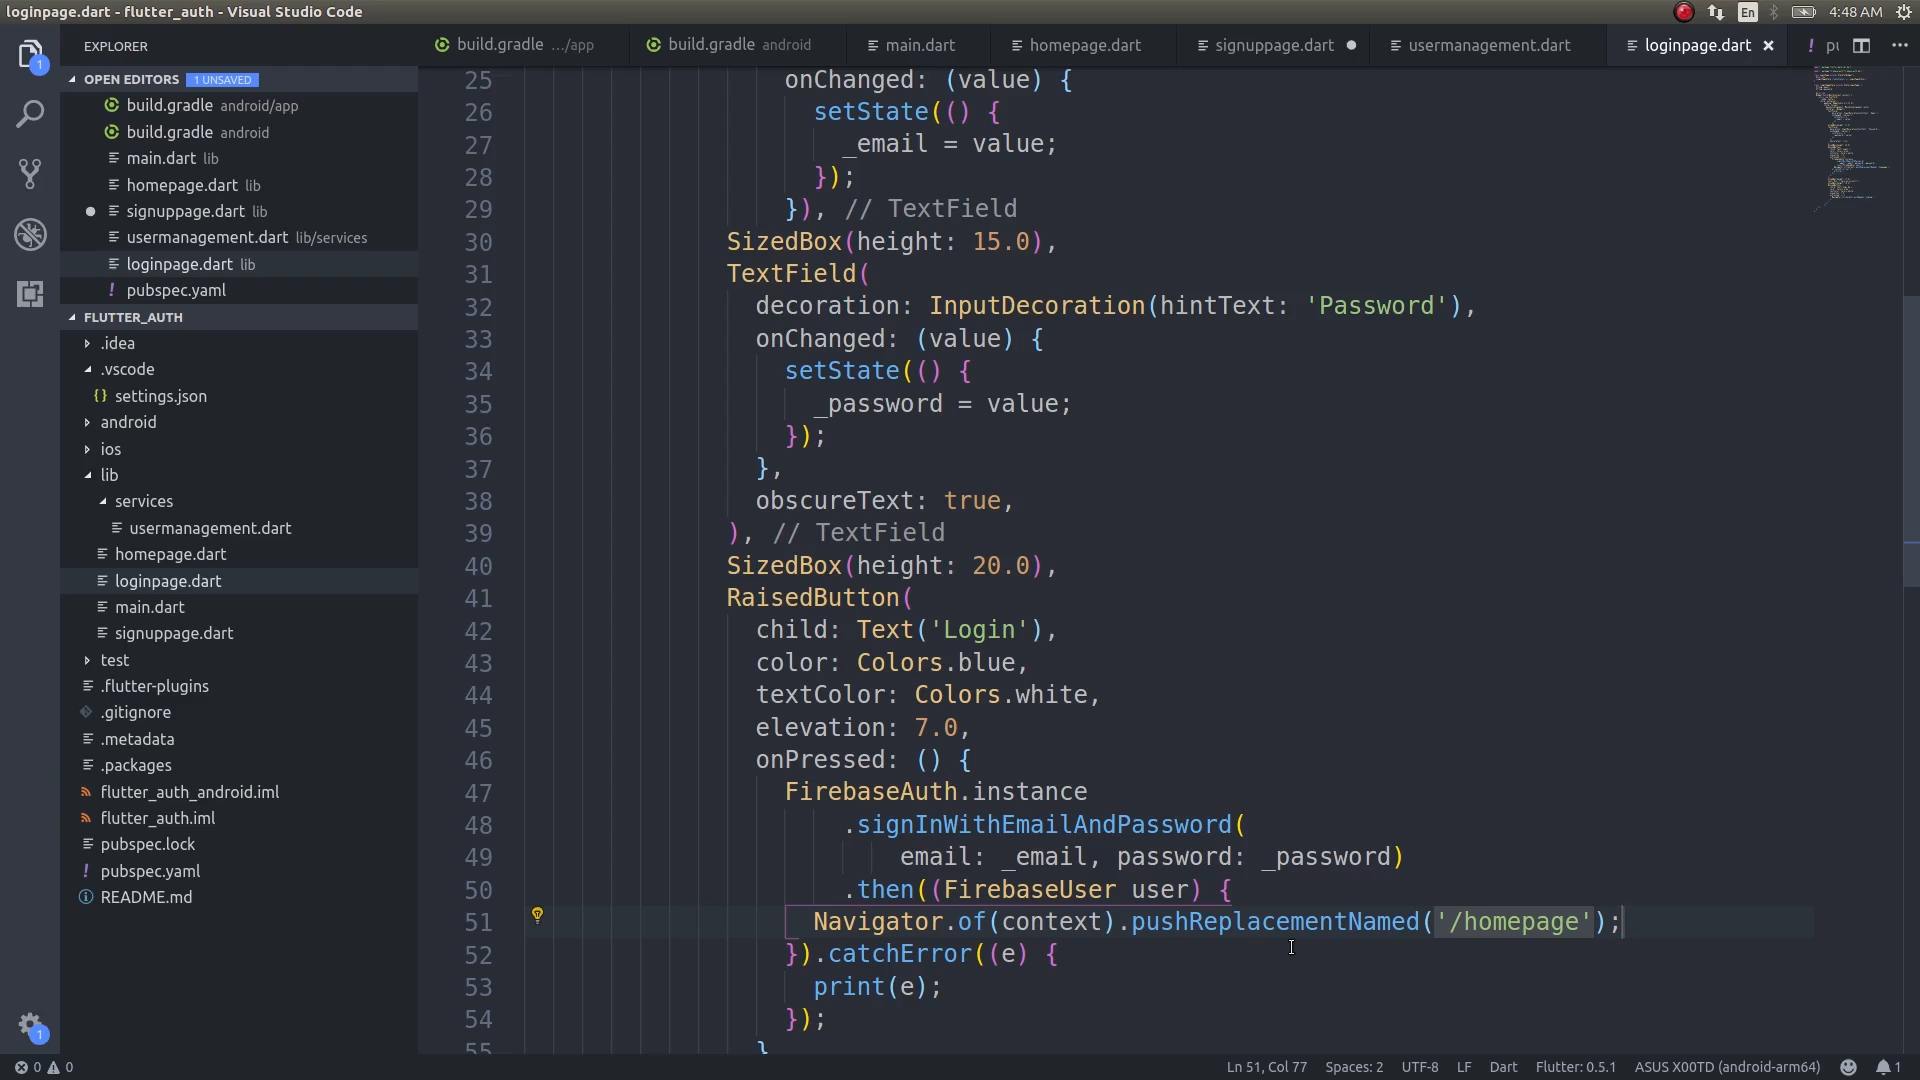 loginpage.dart - flutter_auth - Visual Studio Code
En
4:48 AM
EXPLORER
build.gradle .../app
build.gradle android
main.dart
homepage.dart
signuppage.dart
usermanagement.dart
loginpage.dart
! pu
OPEN EDITORS 1 UNSAVED
build.gradle android/app
build.gradle android
main.dart lib
homepage.dart lib
signuppage.dart lib
usermanagement.dart lib/services
loginpage.dart lib
! pubspec.yaml
FLUTTER_AUTH
.idea
.vscode
{} settings.json
android
ios
lib
services
usermanagement.dart
homepage.dart
loginpage.dart
main.dart
signuppage.dart
test
.flutter-plugins
.gitignore
.metadata
.packages
flutter_auth_android.iml
flutter_auth.iml
pubspec.lock
! pubspec.yaml
README.md
1
1
25 onChanged: (value) {
26 setState(() {
27 _email = value;
28 });
29 }), // TextField
30 SizedBox(height: 15.0),
31 TextField(
32 decoration: InputDecoration(hintText: 'Password'),
33 onChanged: (value) {
34 setState(() {
35 _password = value;
36 });
37 },
38 obscureText: true,
39 ), // TextField
40 SizedBox(height: 20.0),
41 RaisedButton(
42 child: Text('Login'),
43 color: Colors.blue,
44 textColor: Colors.white,
45 elevation: 7.0,
46 onPressed: () {
47 FirebaseAuth.instance
48 .signInWithEmailAndPassword(
49 email: _email, password: _password)
50 .then((FirebaseUser user) {
51 Navigator.of(context).pushReplacementNamed('/homepage');
52 }).catchError((e) {
53 print(e);
54 });
55 }
0 0
Ln 51, Col 77
Spaces: 2
UTF-8
LF
Dart
Flutter: 0.5.1
ASUS X00TD (android-arm64)
1